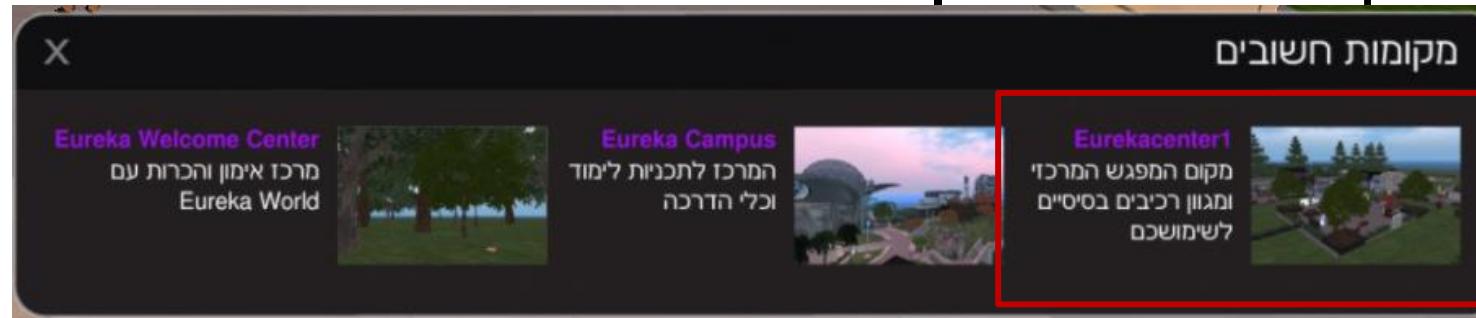 מקומות חשובים
X
Eurekacenter1
מקום המפגש המרכזי
ומגוון רכיבים בסיסיים
לשימושכם
Eureka Campus
המרכז לתכניות לימוד
וכלי הדרכה
Eureka Welcome Center
מרכז אימון והכרות עם
Eureka World